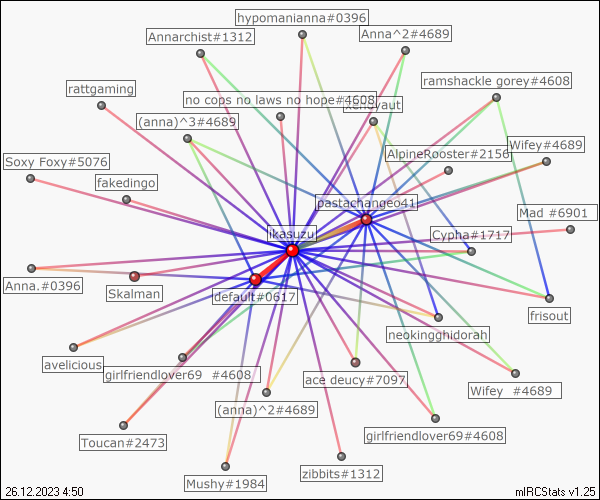 hypomanianna#0396
Annarchist#1312
Anna^2#4689
rattgaming
ramshackle gorey#4608
no cops no laws no hope#4608
(anna)^3#4689
Wifey#4689
AlpineRooster#2156
Soxy Foxy#5076
fakedingo
pastachangeo41
Mad #6901
ikasuzu
Cypha#1717
Anna.#0396
Skalman
default#0617
frisout
neokingghidorah
avelicious
girlfriendlover69 #4608
ace deucy#7097
Wifey #4689
(anna)^2#4689
girlfriendlover69#4608
Toucan#2473
zibbits#1312
Mushy#1984
26.12.2023 4:50
mIRCStats v1.25